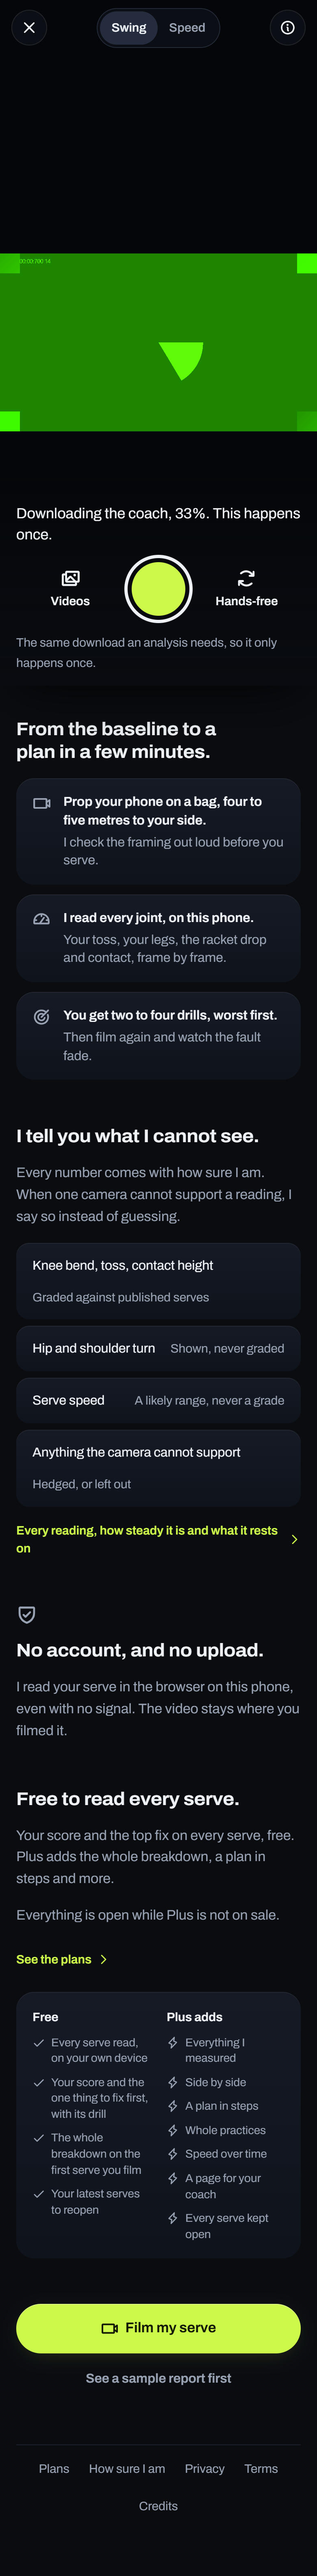 Swing Speed
Downloading the coach, 33%. This happens
once.
Videos
Hands-free
The same download an analysis needs, so it only
happens once.
From the baseline to a
plan in a few minutes.
Prop your phone on a bag, four to
five metres to your side.
I check the framing out loud before you
serve.
I read every joint, on this phone.
Your toss, your legs, the racket drop
and contact, frame by frame.
You get two to four drills, worst first.
Then film again and watch the fault
fade.
I tell you what I cannot see.
Every number comes with how sure I am.
When one camera cannot support a reading, I
say so instead of guessing.
Knee bend, toss, contact height
Graded against published serves
Hip and shoulder turn Shown, never graded
Serve speed A likely range, never a grade
Anything the camera cannot support
Hedged, or left out
Every reading, how steady it is and what it rests
on
No account, and no upload.
I read your serve in the browser on this phone,
even with no signal. The video stays where you
filmed it.
Free to read every serve.
Your score and the top fix on every serve, free.
Plus adds the whole breakdown, a plan in
steps and more.
Everything is open while Plus is not on sale.
See the plans
Free
Every serve read,
on your own device
Your score and the
one thing to fix first,
with its drill
The whole
breakdown on the
first serve you film
Your latest serves
to reopen
Plus adds
Everything I
measured
Side by side
A plan in steps
Whole practices
Speed over time
A page for your
coach
Every serve kept
open
Film my serve
See a sample report first
Plans How sure I am Privacy Terms
Credits